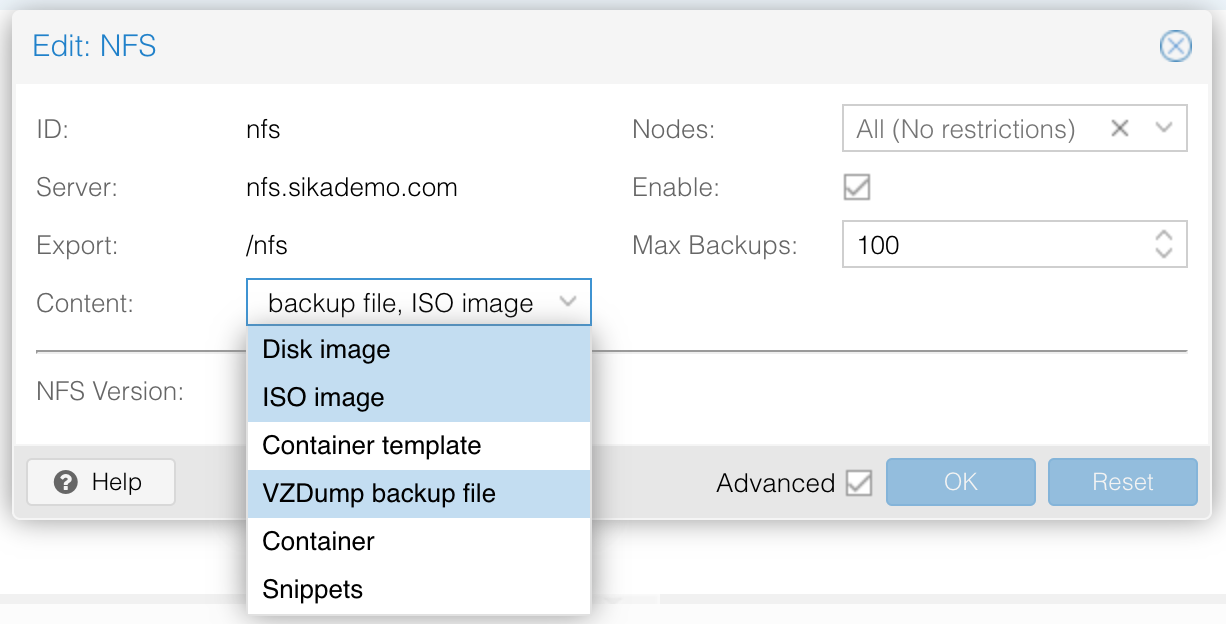 Edit: NFS
ID: nfs Nodes: All (No restrictions)
Server: nfs.sikademo.com Enable:
Export: /nfs Max Backups: 100
Content: backup file, ISO image
Disk image
NFS Version: ISO image
Container template
Help VZDump backup file Advanced OK Reset
Container
Snippets